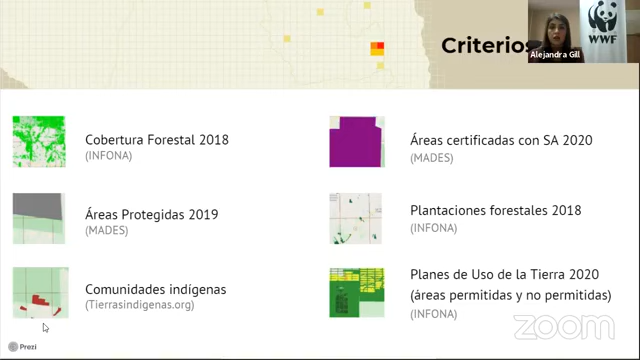 Criterios
WWF
Alejandra Gill
Cobertura Forestal 2018
(INFONA)
Áreas Protegidas 2019
(MADES)
Comunidades indígenas
(Tierrasindigenas.org)
Áreas certificadas con SA 2020
(MADES)
Plantaciones forestales 2018
(INFONA)
Planes de Uso de la Tierra 2020
(áreas permitidas y no permitidas)
(INFONA)
Prezi
zoom